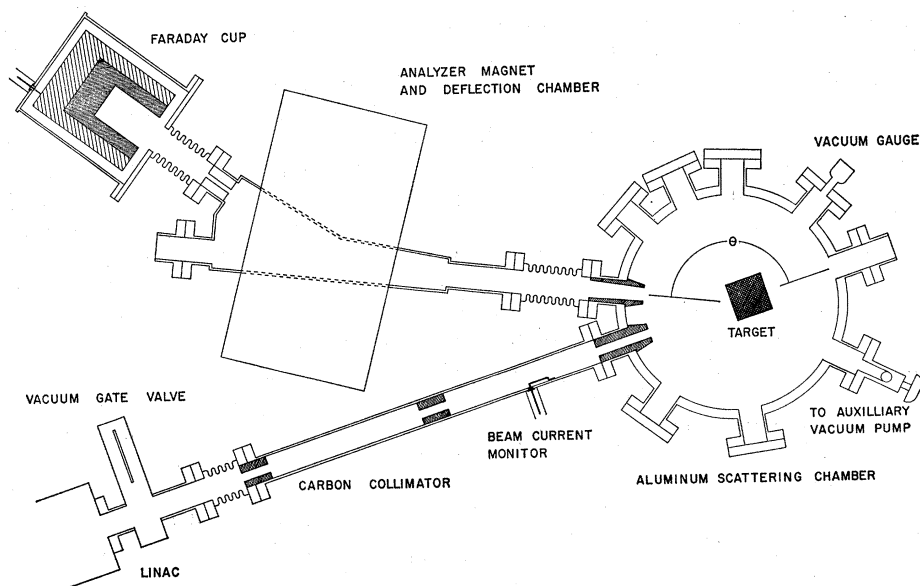 FARADAY CUP
ANALYZER MAGNET
AND DEFLECTION CHAMBER
VACUUM GAUGE
θ
TARGET
VACUUM GATE VALVE
BEAM CURRENT
MONITOR
TO AUXILLIARY
VACUUM PUMP
CARBON COLLIMATOR
ALUMINUM SCATTERING CHAMBER
LINAC